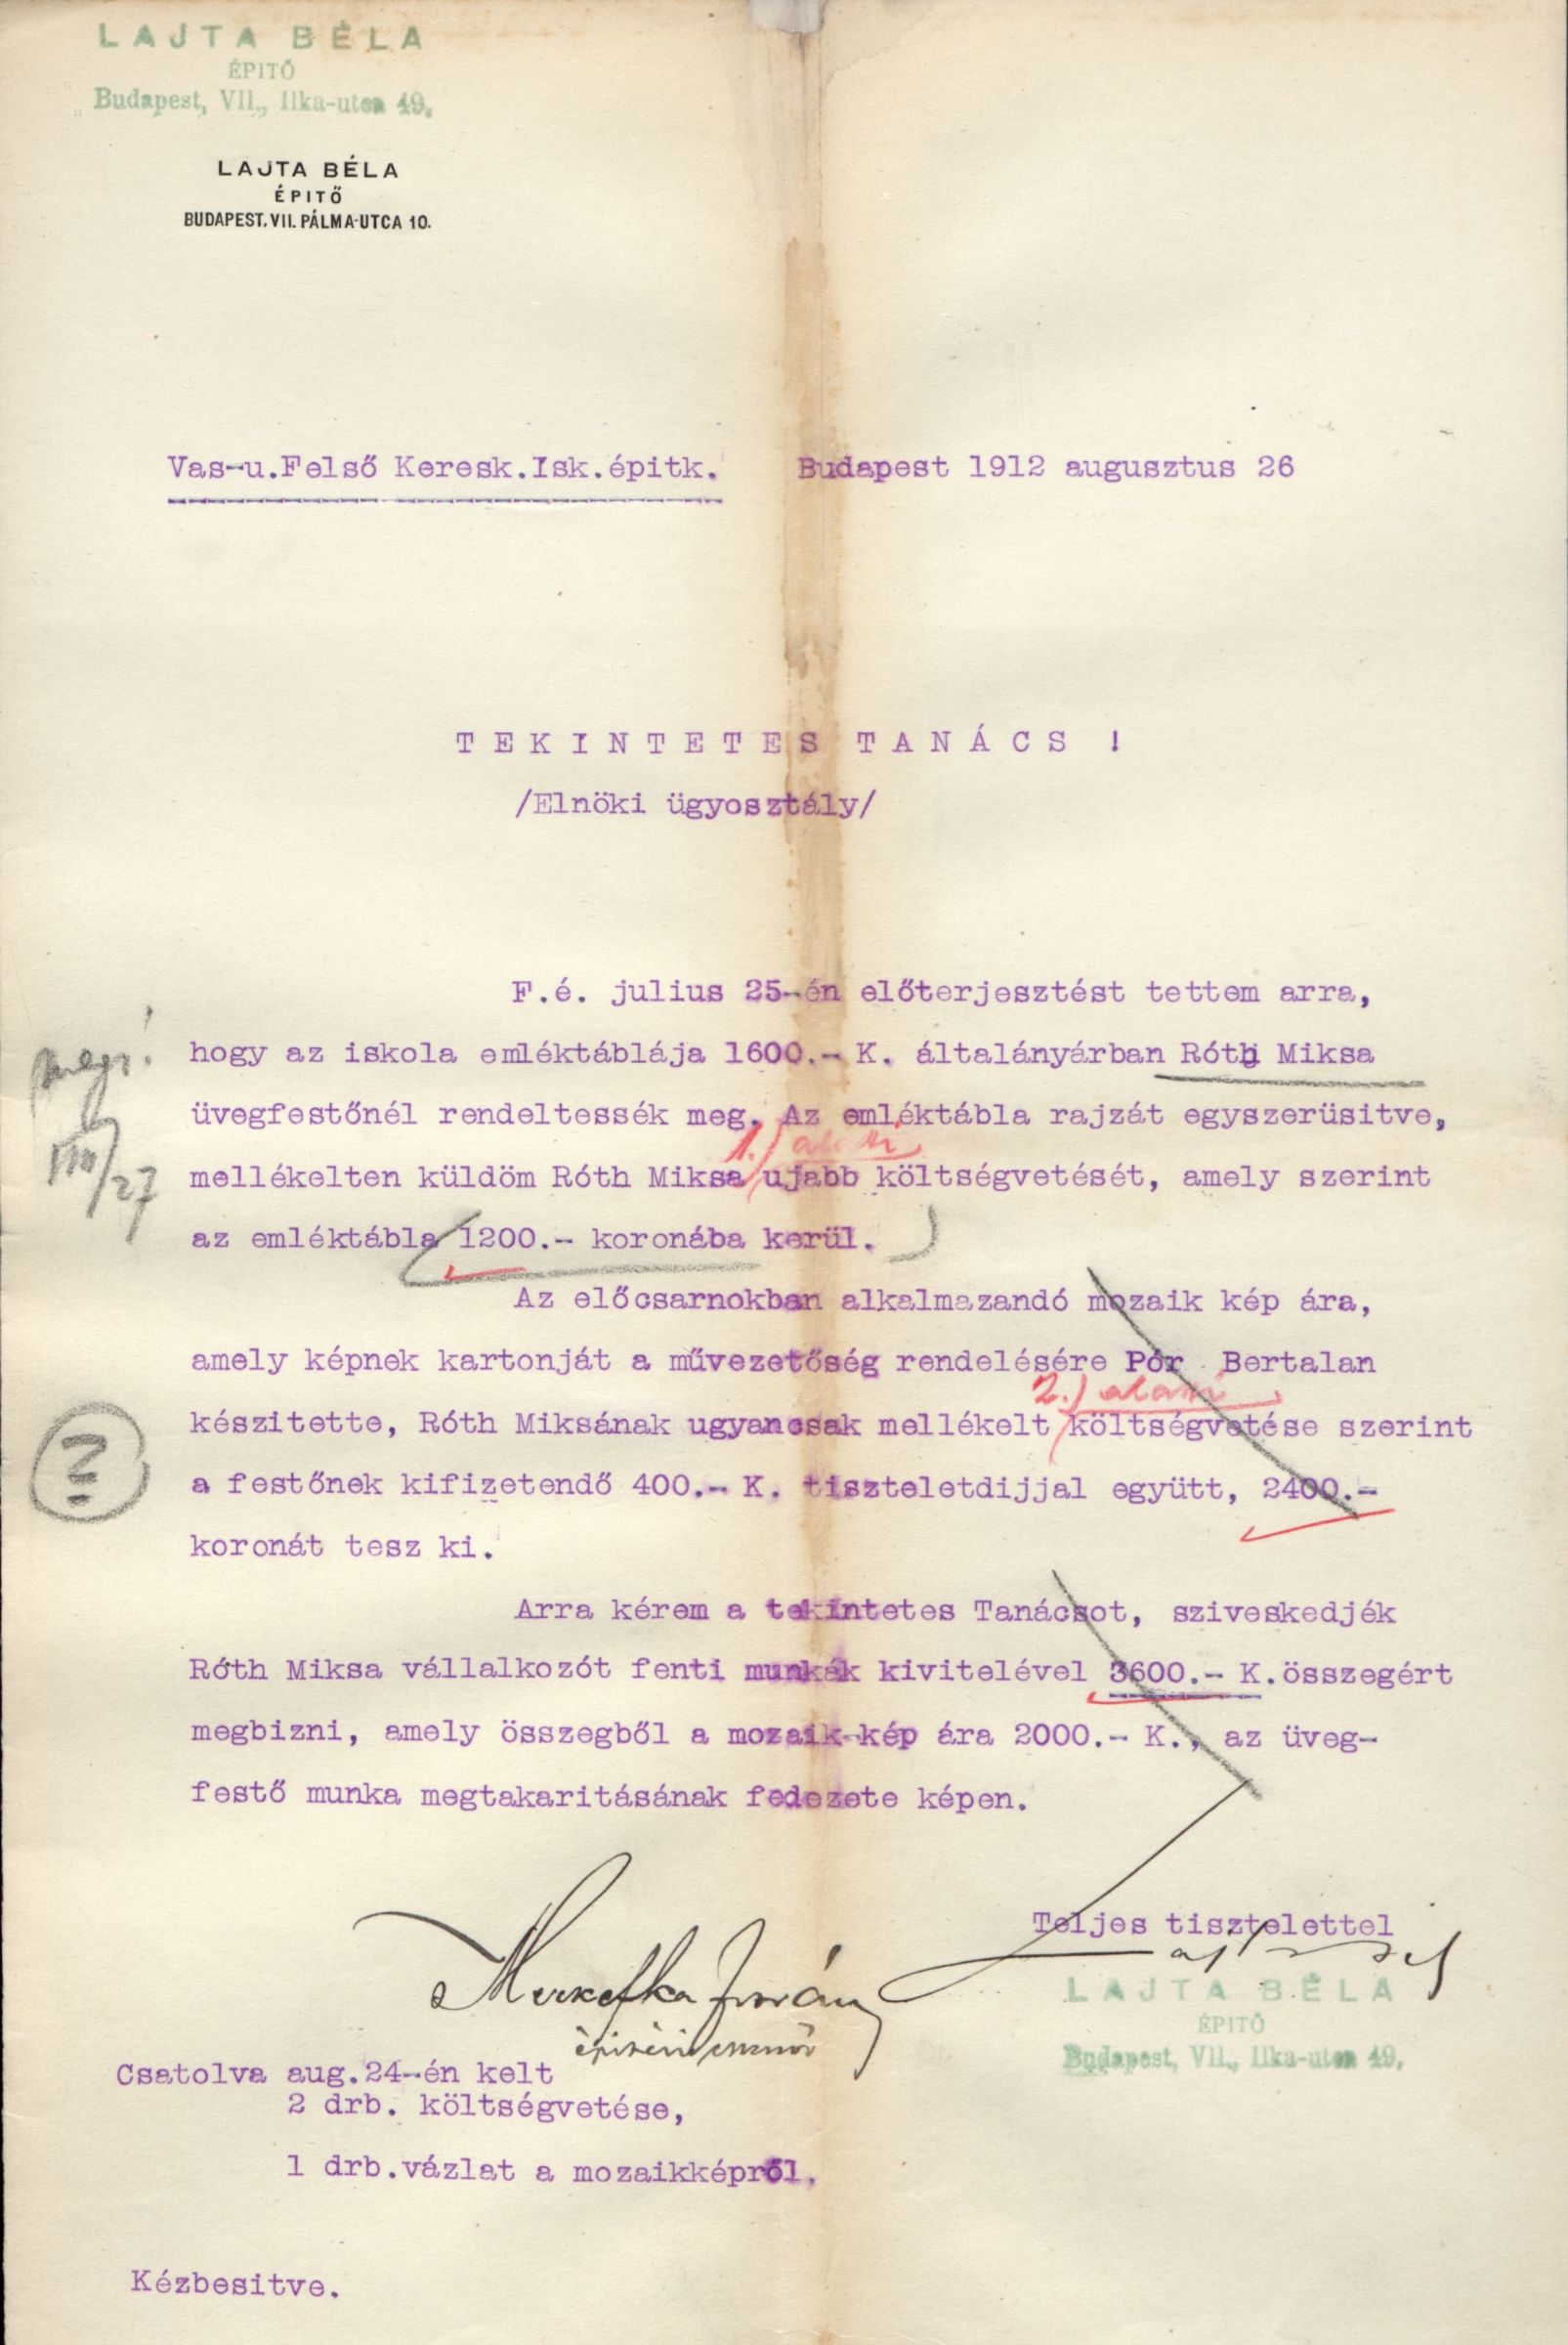 LAJTA BÉLA
ÉPITŐ
Budapest, VII., Ilka-utca 49.
LAJTA BÉLA
ÉPITŐ
BUDAPEST. VII. PÁLMA-UTCA 10.
Vas-u.Felső Keresk.Isk.épitk. Budapest 1912 augusztus 26
TEKINTETES TANÁCS !
/Elnöki ügyosztály/
F.é. julius 25-én előterjesztést tettem arra,
hogy az iskola emléktáblája 1600.- K. általányárban Róth Miksa
üvegfestőnél rendeltessék meg. Az emléktábla rajzát egyszerüsitve,
1.) alatti
mellékelten küldöm Róth Miksa ujabb költségvetését, amely szerint
VIII/27
az emléktábla 1200.- koronába kerül.
Az előcsarnokban alkalmazandó mozaik kép ára,
amely képnek kartonját a művezetőség rendelésére Pór Bertalan
2.) alatti
készitette, Róth Miksának ugyancsak mellékelt költségvetése szerint
?
a festőnek kifizetendő 400.- K. tiszteletdijjal együtt, 2400.-
koronát tesz ki.
Arra kérem a tekintetes Tanácsot, sziveskedjék
Róth Miksa vállalkozót fenti munkák kivitelével 3600.- K.összegért
megbizni, amely összegből a mozaik-kép ára 2000.- K., az üveg-
festő munka megtakaritásának fedezete képen.
Teljes tisztelettel
LAJTA BÉLA
ÉPITŐ
Budapest, VII., Ilka-utca 49.
Csatolva aug.24-én kelt
2 drb. költségvetése,
1 drb.vázlat a mozaikképről.
Kézbesitve.